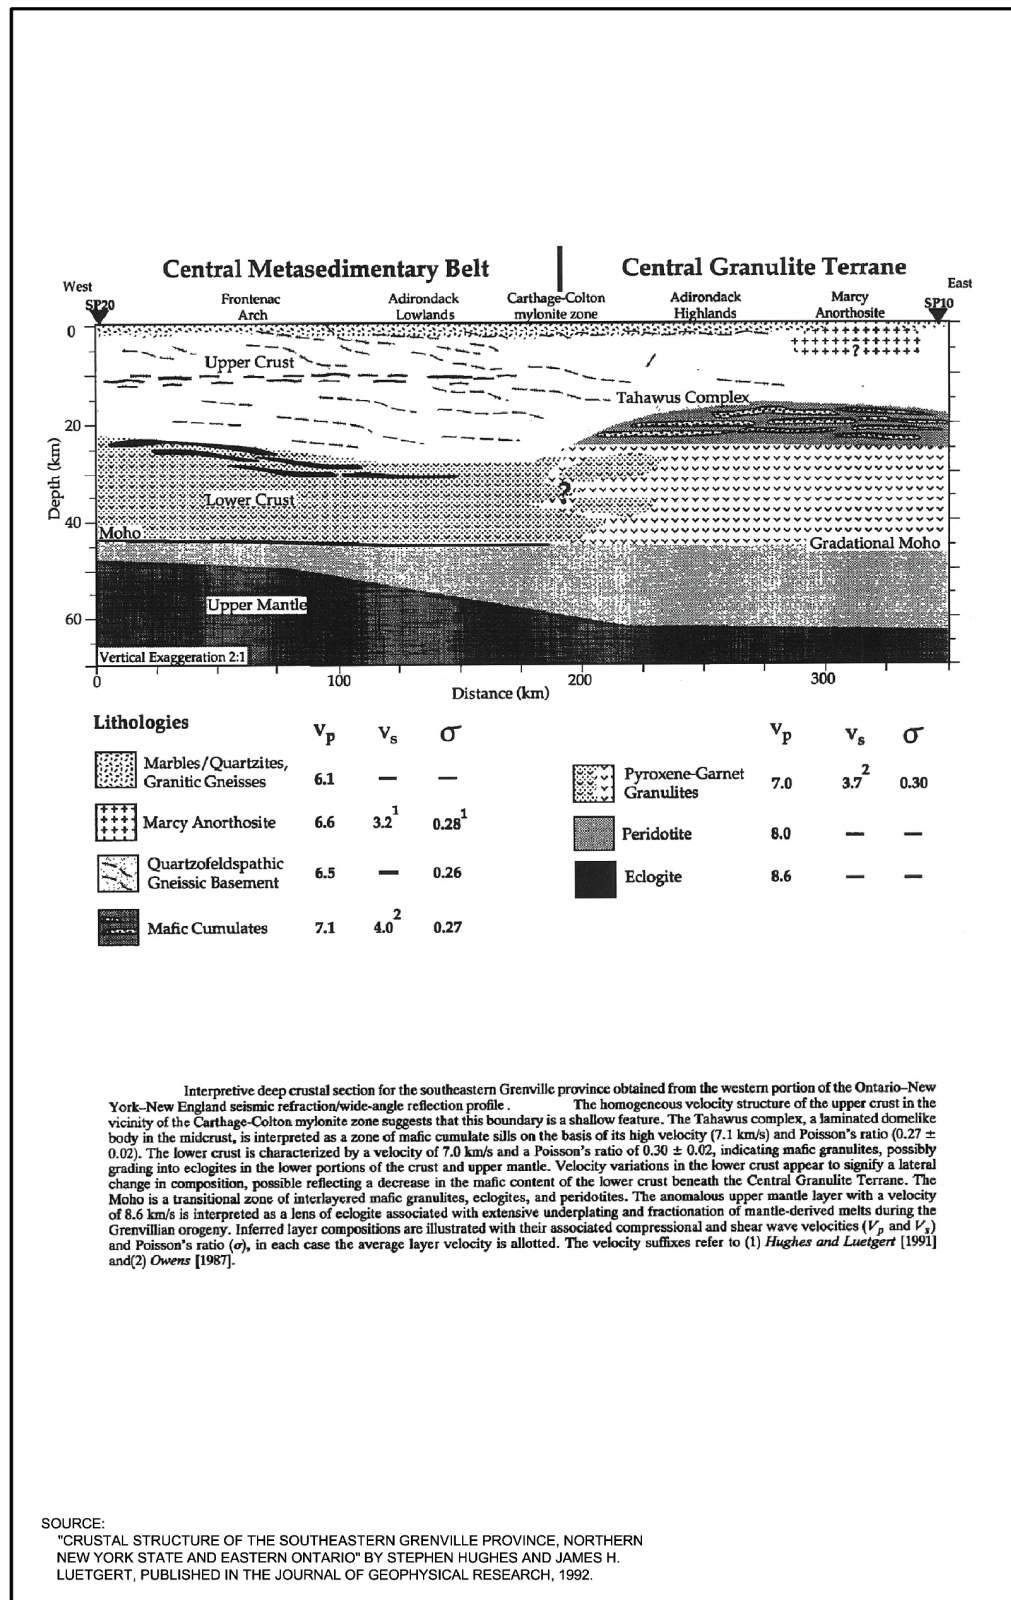 Central Metasedimentary Belt
Central Granulite Terrane
West
East
SP20
Frontenac
Arch
Adirondack
Lowlands
Carthage-Colton
mylonite zone
Adirondack
Highlands
Marcy
Anorthosite
SP10
0
Upper Crust
?
Tahawus Complex
20
Depth (km)
Lower Crust
?
40
Moho
Gradational Moho
Upper Mantle
60
Vertical Exaggeration 2:1
0 100 200 300
Distance (km)
Lithologies
Vp Vs σ
Marbles/Quartzites,
Granitic Gneisses 6.1 — —
Marcy Anorthosite 6.6 3.2¹ 0.28¹
Quartzofeldspathic
Gneissic Basement 6.5 — 0.26
Mafic Cumulates 7.1 4.0² 0.27
Vp Vs σ
Pyroxene-Garnet
Granulites 7.0 3.7² 0.30
Peridotite 8.0 — —
Eclogite 8.6 — —
Interpretive deep crustal section for the southeastern Grenville province obtained from the western portion of the Ontario–New
York–New England seismic refraction/wide-angle reflection profile . The homogeneous velocity structure of the upper crust in the
vicinity of the Carthage-Colton mylonite zone suggests that this boundary is a shallow feature. The Tahawus complex, a laminated domelike
body in the midcrust, is interpreted as a zone of mafic cumulate sills on the basis of its high velocity (7.1 km/s) and Poisson's ratio (0.27 ±
0.02). The lower crust is characterized by a velocity of 7.0 km/s and a Poisson's ratio of 0.30 ± 0.02, indicating mafic granulites, possibly
grading into eclogites in the lower portions of the crust and upper mantle. Velocity variations in the lower crust appear to signify a lateral
change in composition, possible reflecting a decrease in the mafic content of the lower crust beneath the Central Granulite Terrane. The
Moho is a transitional zone of interlayered mafic granulites, eclogites, and peridotites. The anomalous upper mantle layer with a velocity
of 8.6 km/s is interpreted as a lens of eclogite associated with extensive underplating and fractionation of mantle-derived melts during the
Grenvillian orogeny. Inferred layer compositions are illustrated with their associated compressional and shear wave velocities (Vp and Vs)
and Poisson's ratio (σ), in each case the average layer velocity is allotted. The velocity suffixes refer to (1) Hughes and Luetgert [1991]
and(2) Owens [1987].
SOURCE:
"CRUSTAL STRUCTURE OF THE SOUTHEASTERN GRENVILLE PROVINCE, NORTHERN
NEW YORK STATE AND EASTERN ONTARIO" BY STEPHEN HUGHES AND JAMES H.
LUETGERT, PUBLISHED IN THE JOURNAL OF GEOPHYSICAL RESEARCH, 1992.